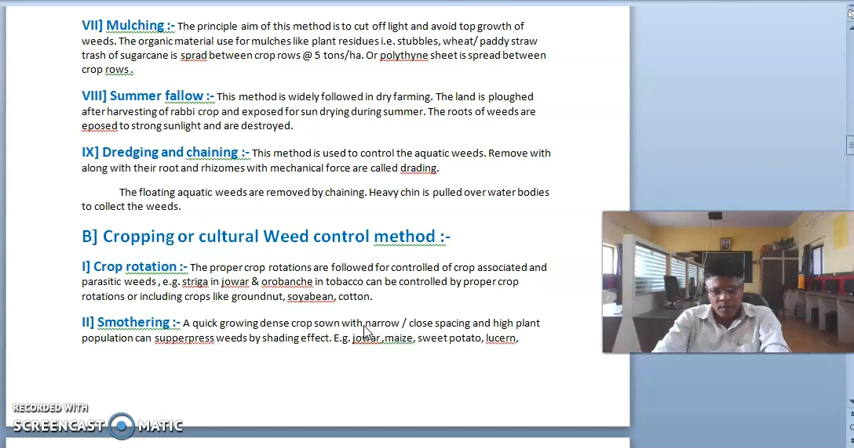 VII] Mulching :- The principle aim of this method is to cut off light and avoid top growth of
weeds. The organic material use for mulches like plant residues i.e. stubbles, wheat/ paddy straw
trash of sugarcane is sprad between crop rows @ 5 tons/ha. Or polythyne sheet is spread between
crop rows .
VIII] Summer fallow :- This method is widely followed in dry farming. The land is ploughed
after harvesting of rabbi crop and exposed for sun drying during summer. The roots of weeds are
eposed to strong sunlight and are destroyed.
IX] Dredging and chaining :- This method is used to control the aquatic weeds. Remove with
along with their root and rhizomes with mechanical force are called drading.
The floating aquatic weeds are removed by chaining. Heavy chin is pulled over water bodies
to collect the weeds.
B] Cropping or cultural Weed control method :-
I] Crop rotation :- The proper crop rotations are followed for controlled of crop associated and
parasitic weeds , e.g. striga in jowar & orobanche in tobacco can be controlled by proper crop
rotations or including crops like groundnut, soyabean, cotton.
II] Smothering :- A quick growing dense crop sown with narrow / close spacing and high plant
population can supperpress weeds by shading effect. E.g. jowar ,maize, sweet potato, lucern,
RECORDED WITH
SCREENCAST MATIC